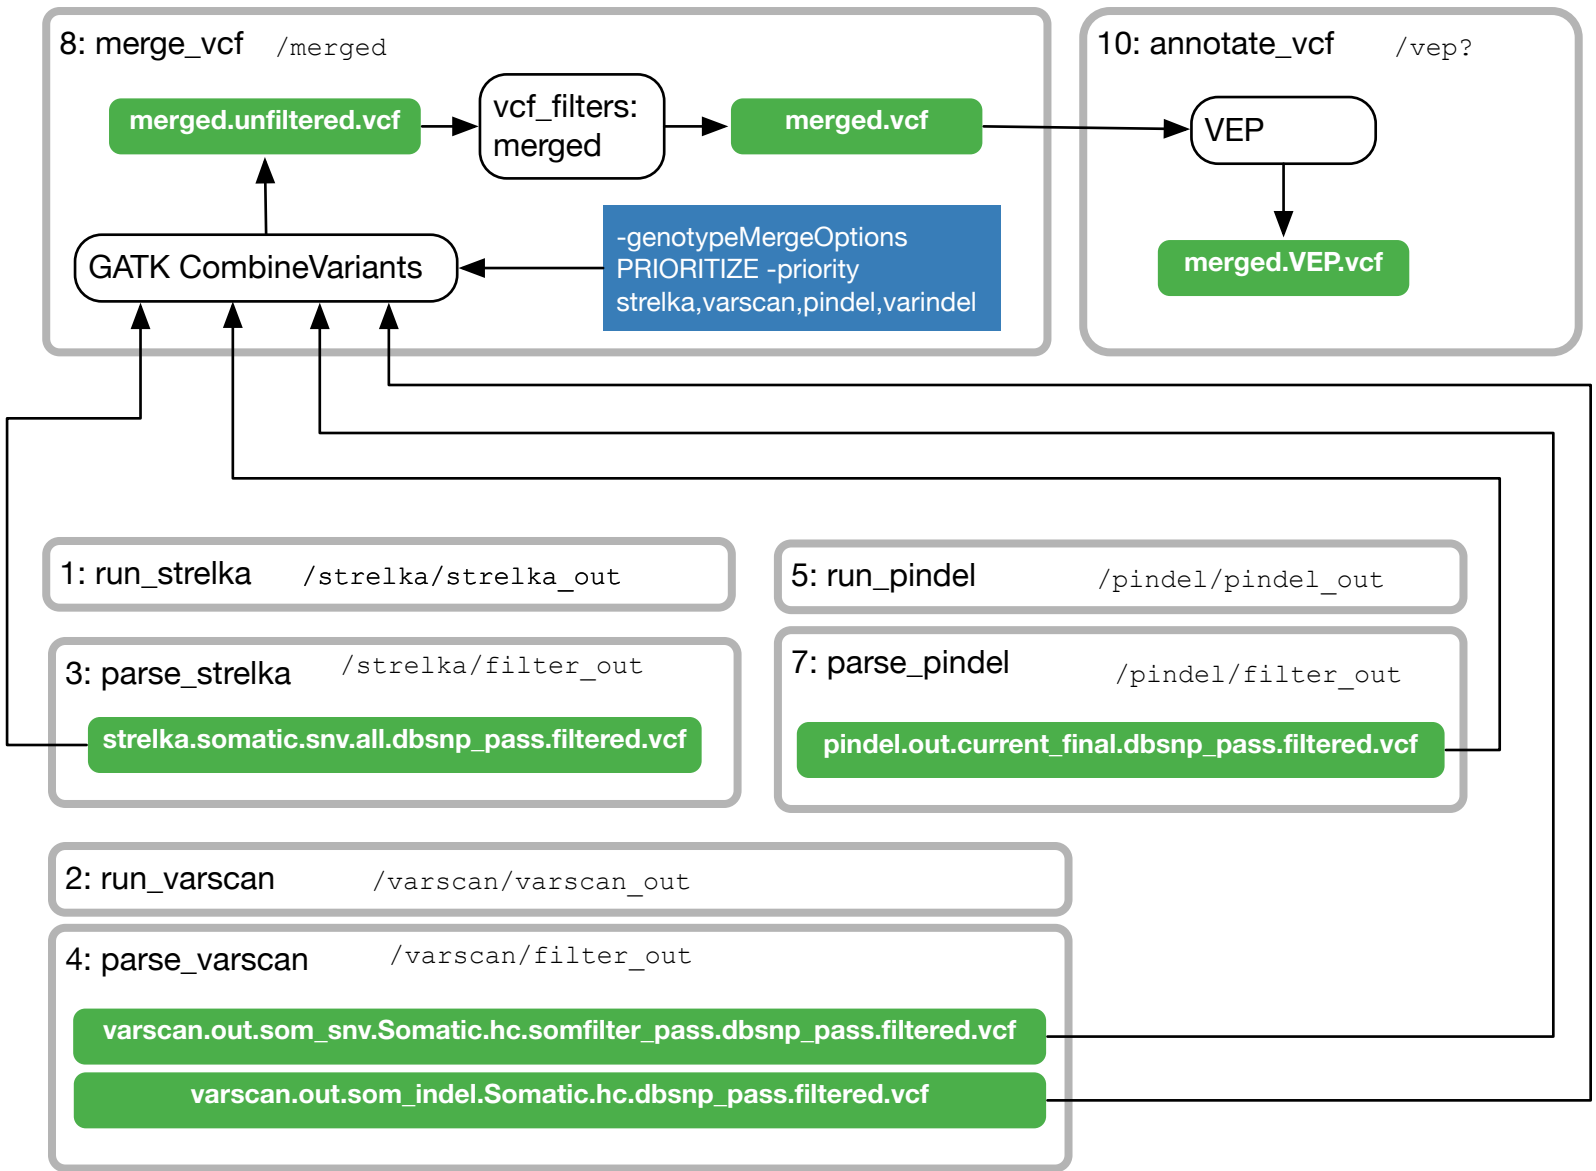 8: merge_vcf /merged
merged.unfiltered.vcf
vcf_filters:
merged
merged.vcf
GATK CombineVariants
-genotypeMergeOptions
PRIORITIZE -priority
strelka,varscan,pindel,varindel
10: annotate_vcf /vep?
VEP
merged.VEP.vcf
1: run_strelka /strelka/strelka_out
5: run_pindel /pindel/pindel_out
3: parse_strelka /strelka/filter_out
strelka.somatic.snv.all.dbsnp_pass.filtered.vcf
7: parse_pindel /pindel/filter_out
pindel.out.current_final.dbsnp_pass.filtered.vcf
2: run_varscan /varscan/varscan_out
4: parse_varscan /varscan/filter_out
varscan.out.som_snv.Somatic.hc.somfilter_pass.dbsnp_pass.filtered.vcf
varscan.out.som_indel.Somatic.hc.dbsnp_pass.filtered.vcf